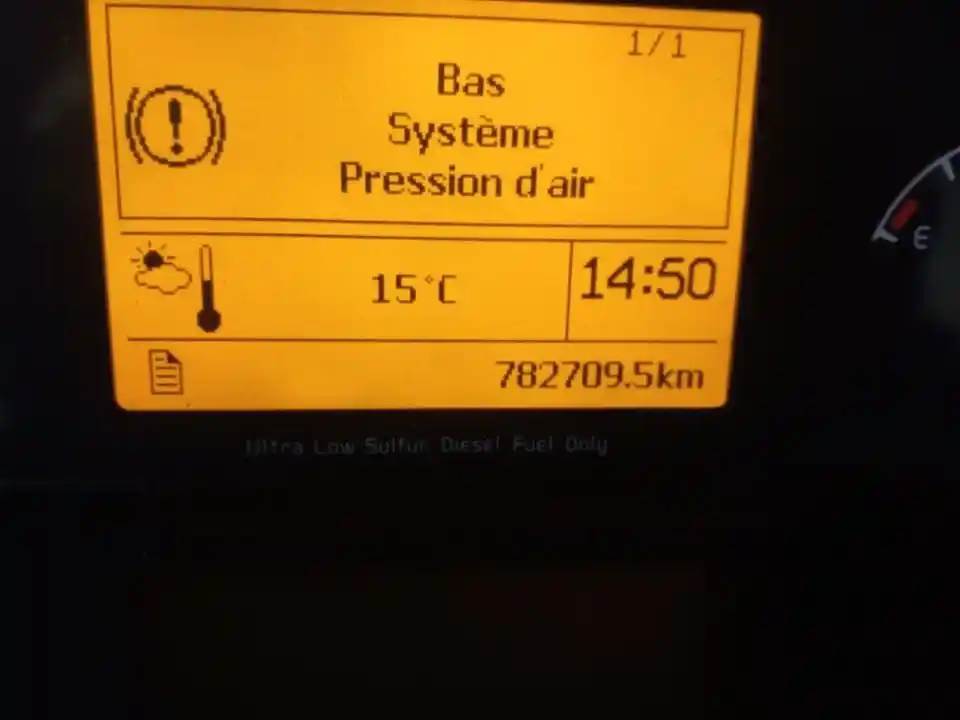 1/1
Bas
Système
Pression d'air
15°C
14:50
782709.5km
Ultra Low Sulfur Diesel Fuel Only
E